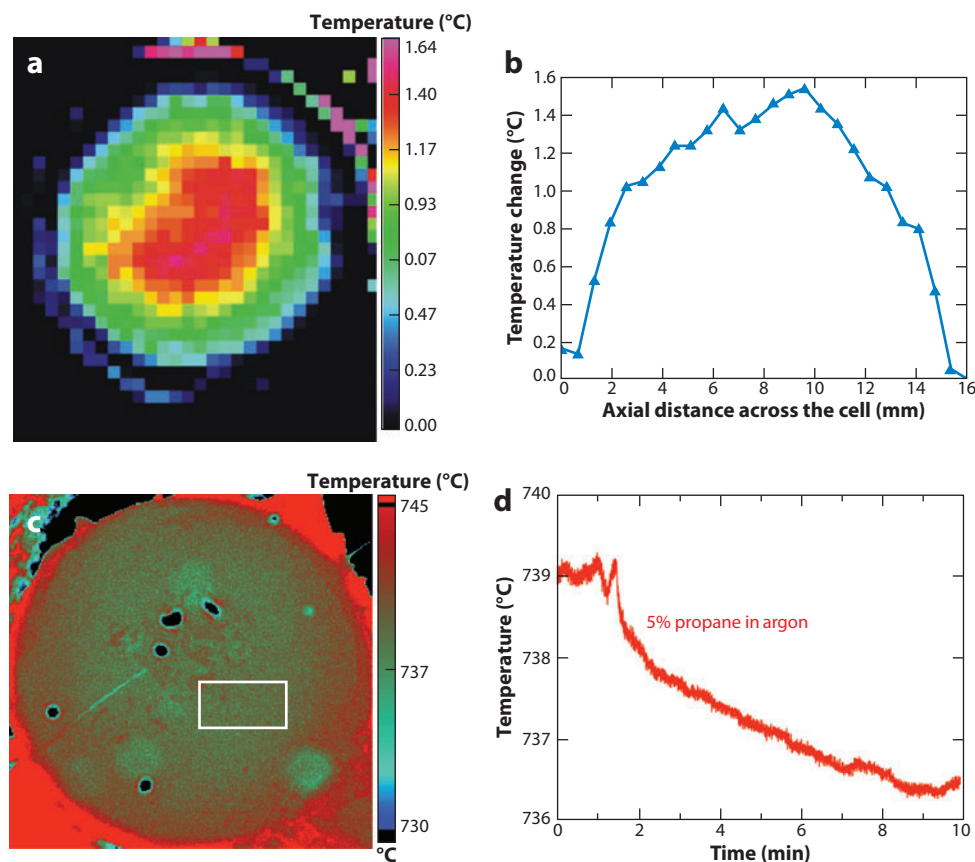 Temperature (°C)
a
1.64
1.40
1.17
0.93
0.07
1.47
0.23
0.00
b
Temperature change (°C)
1.6
1.4
1.2
1.0
0.8
0.6
0.4
0.2
0.0
0 2 4 6 8 10 12 14 16
Axial distance across the cell (mm)
Temperature (°C)
c
745
737
730
°C
d
Temperature (°C)
740
739
738
737
736
5% propane in argon
0 2 4 6 8 10
Time (min)